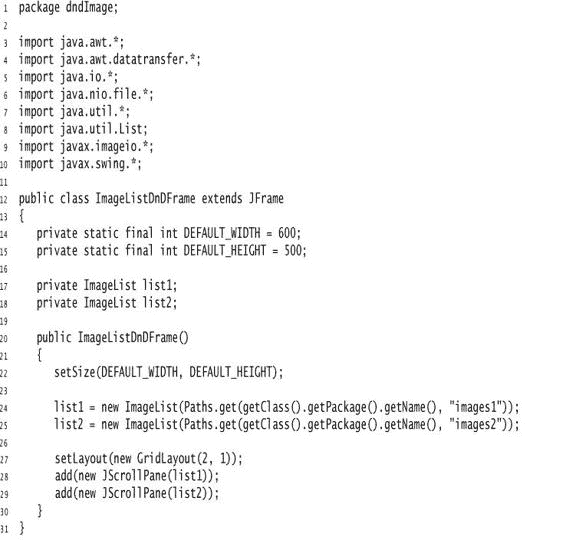 1 package dndImage;
2
3 import java.awt.*;
4 import java.awt.datatransfer.*;
5 import java.io.*;
6 import java.nio.file.*;
7 import java.util.*;
8 import java.util.List;
9 import javax.imageio.*;
10 import javax.swing.*;
11
12 public class ImageListDnDFrame extends JFrame
13 {
14    private static final int DEFAULT_WIDTH = 600;
15    private static final int DEFAULT_HEIGHT = 500;
16
17    private ImageList list1;
18    private ImageList list2;
19
20    public ImageListDnDFrame()
21    {
22       setSize(DEFAULT_WIDTH, DEFAULT_HEIGHT);
23
24       list1 = new ImageList(Paths.get(getClass().getPackage().getName(), "images1"));
25       list2 = new ImageList(Paths.get(getClass().getPackage().getName(), "images2"));
26
27       setLayout(new GridLayout(2, 1));
28       add(new JScrollPane(list1));
29       add(new JScrollPane(list2));
30    }
31 }